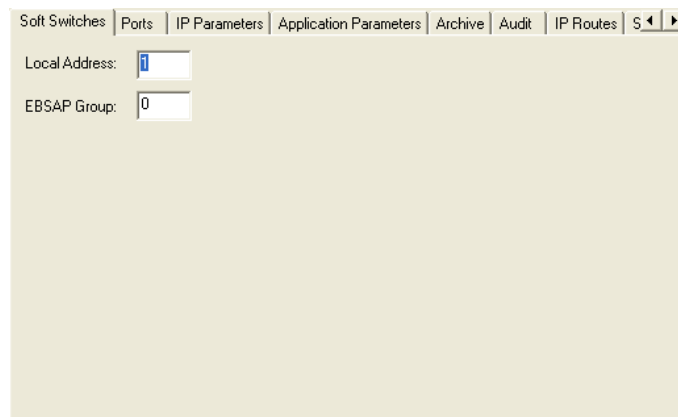 Soft Switches Ports IP Parameters Application Parameters Archive Audit IP Routes S
Local Address: 1
EBSAP Group: 0